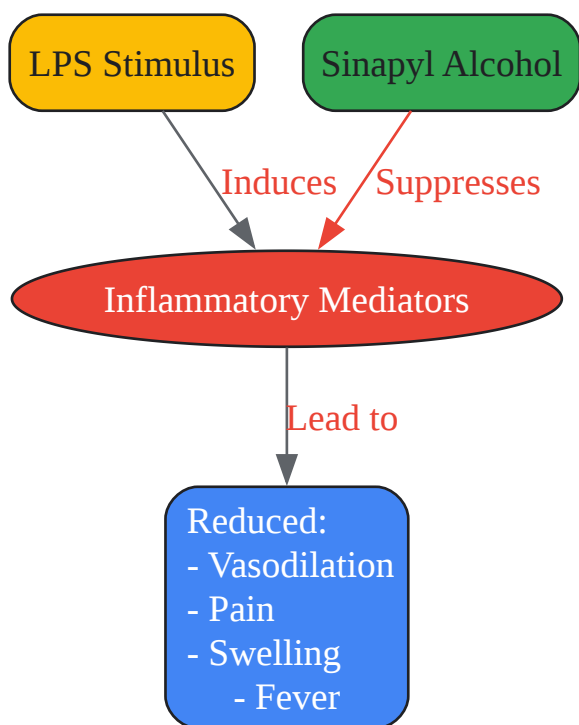 LPS Stimulus
Sinapyl Alcohol
Induces
Suppresses
Inflammatory Mediators
Lead to
Reduced:
- Vasodilation
- Pain
- Swelling
- Fever